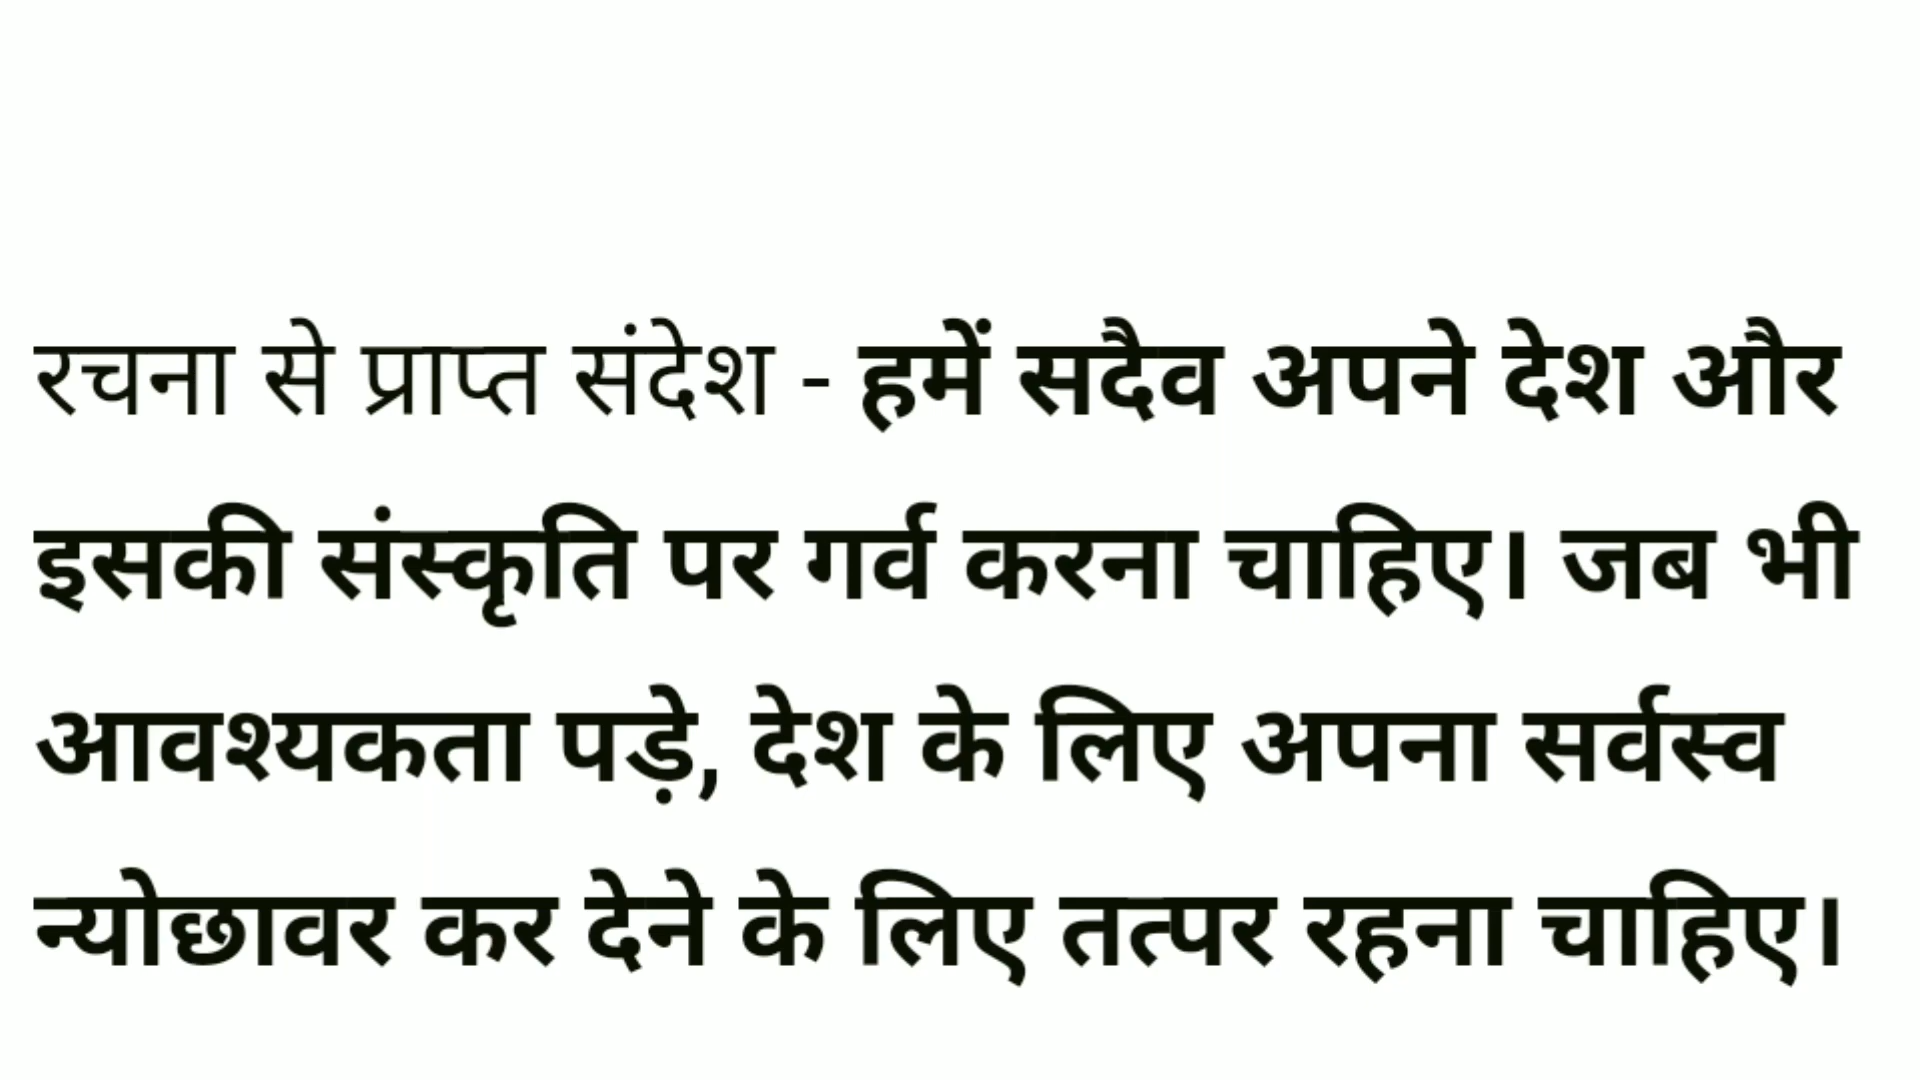 रचना से प्राप्त संदेश - हमें सदैव अपने देश और
इसकी संस्कृति पर गर्व करना चाहिए। जब भी
आवश्यकता पड़े, देश के लिए अपना सर्वस्व
न्योछावर कर देने के लिए तत्पर रहना चाहिए।